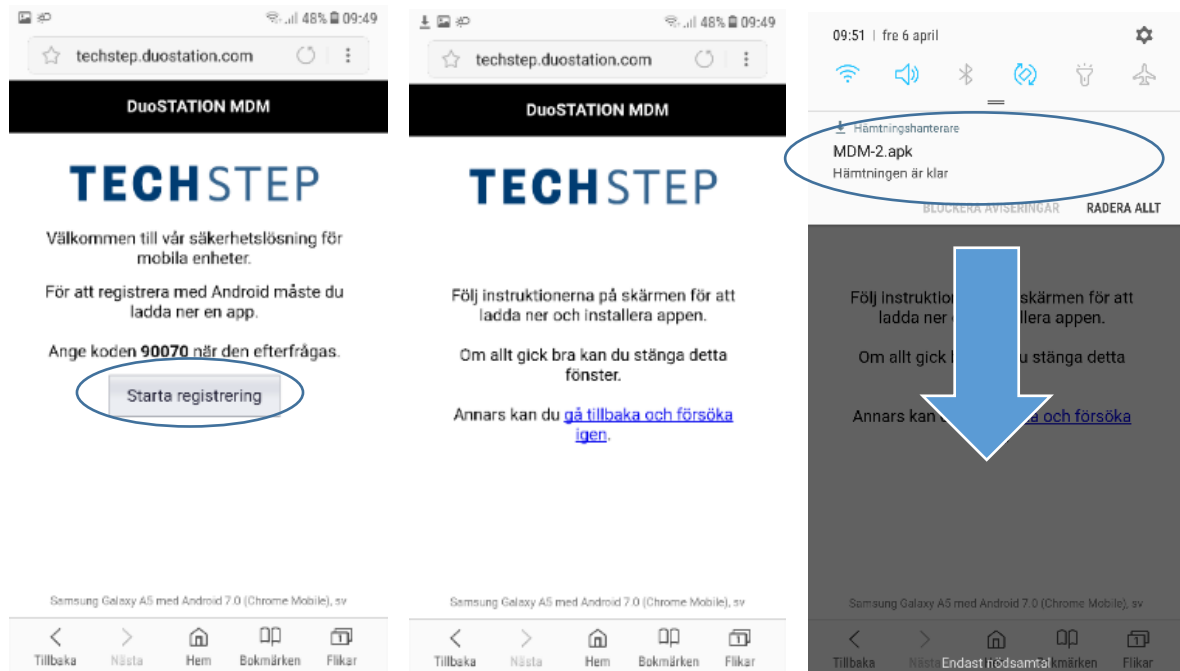 48% 09:49
techstep.duostation.com
DuoSTATION MDM
TECHSTEP
Välkommen till vår säkerhetslösning för
mobila enheter.
För att registrera med Android måste du
ladda ner en app.
Ange koden 90070 när den efterfrågas.
Starta registrering
Samsung Galaxy A5 med Android 7.0 (Chrome Mobile), sv
Tillbaka Nästa Hem Bokmärken Flikar
48% 09:49
techstep.duostation.com
DuoSTATION MDM
TECHSTEP
Följ instruktionerna på skärmen för att
ladda ner och installera appen.
Om allt gick bra kan du stänga detta
fönster.
Annars kan du gå tillbaka och försöka
igen.
Samsung Galaxy A5 med Android 7.0 (Chrome Mobile), sv
Tillbaka Nästa Hem Bokmärken 1 Flikar
09:51 | fre 6 april
Hämtningshanterare
MDM-2.apk
Hämtningen är klar
BLOCKERA AVISERINGAR RADERA ALLT
Följ instruktion skärmen för att
ladda ner llera appen.
Om allt gick b u stänga detta
Annars kan ka och försöka
Samsung Galaxy A5 med Android 7.0 (Chrome Mobile), sv
Tillbaka Nästa Endast nödsamtal kmärken Flikar